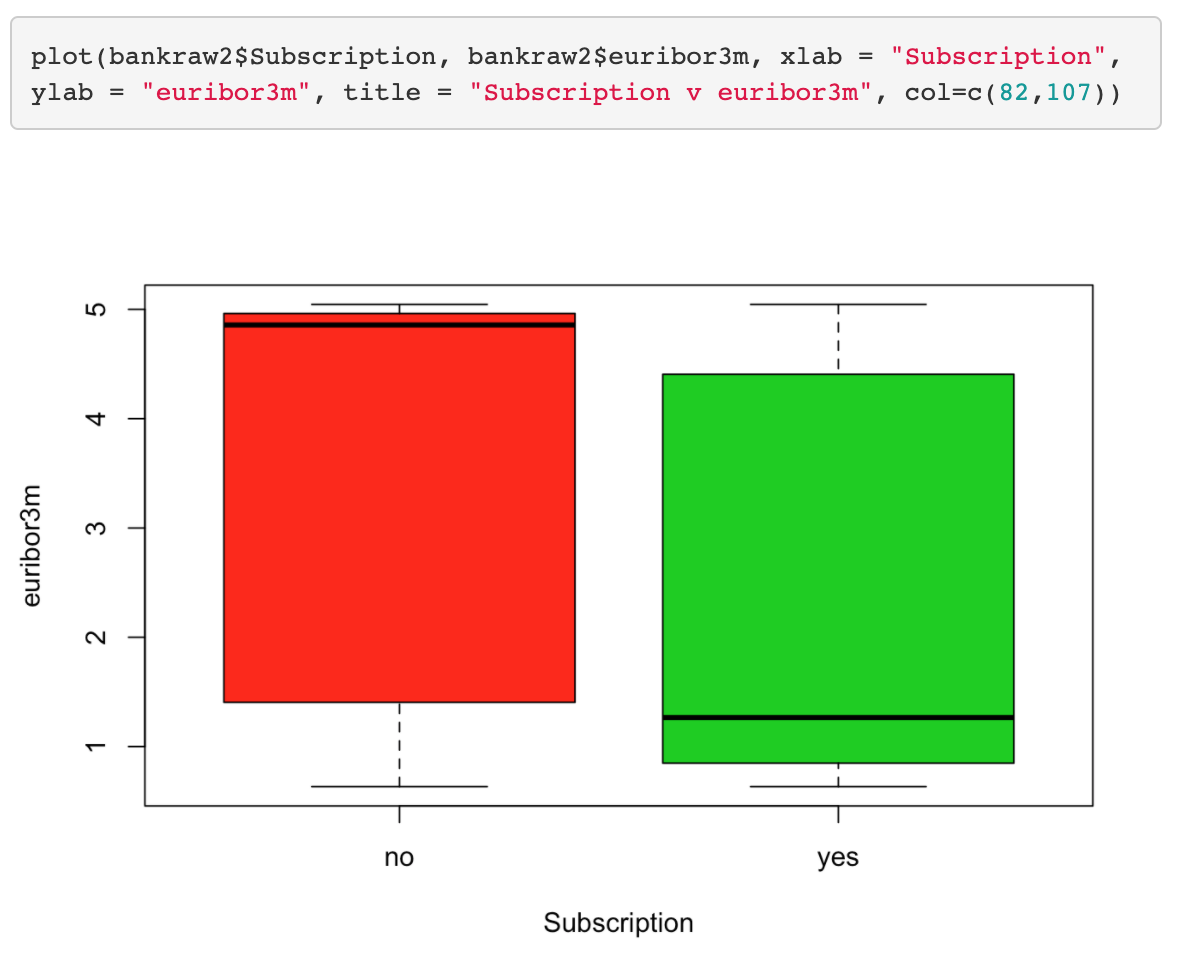 plot(bankraw2$Subscription, bankraw2$euribor3m, xlab = "Subscription",
ylab = "euribor3m", title = "Subscription v euribor3m", col=c(82,107))
5
4
3
2
1
euribor3m
no yes
Subscription